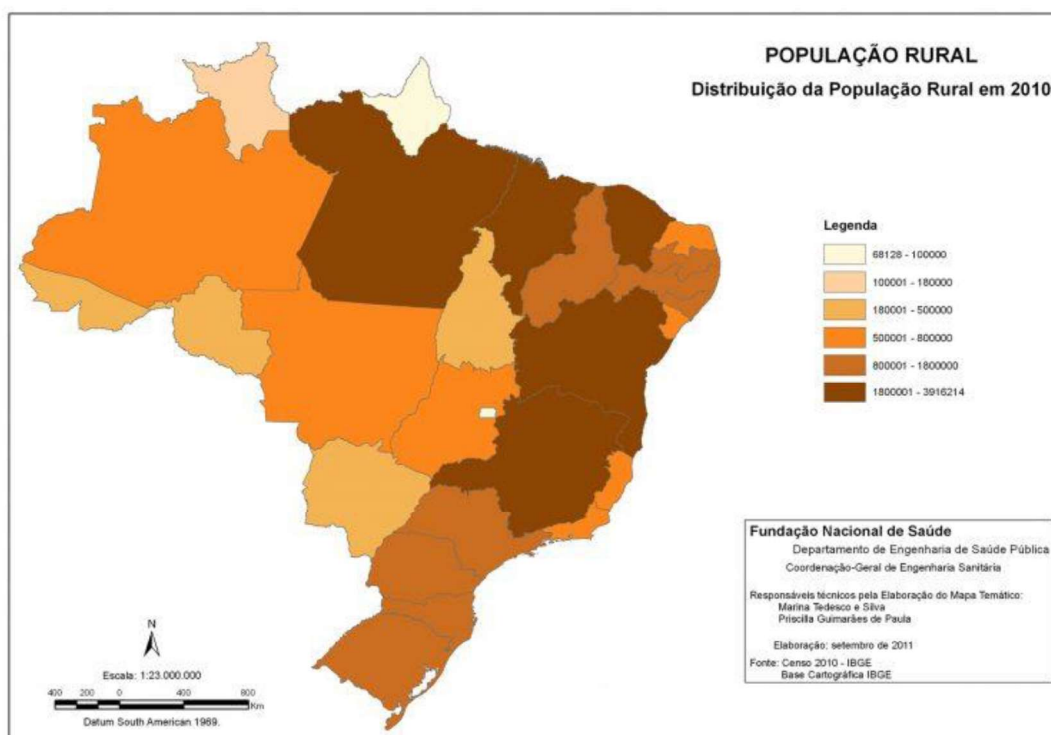 POPULAÇÃO RURAL
Distribuição da População Rural em 2010
Legenda
68128 - 100000
100001 - 180000
180001 - 500000
500001 - 800000
800001 - 1800000
1800001 - 3916214
Fundação Nacional de Saúde
Departamento de Engenharia de Saúde Pública
Coordenação-Geral de Engenharia Sanitária
Responsáveis técnicos pela Elaboração do Mapa Temático:
Marina Tedesco e Silva
Priscilla Guimarães de Paula
Elaboração: setembro de 2011
Fonte: Censo 2010 - IBGE
Base Cartográfica IBGE
N
Escala: 1:23.000.000
400 200 0 400 800
Km
Datum South American 1969.